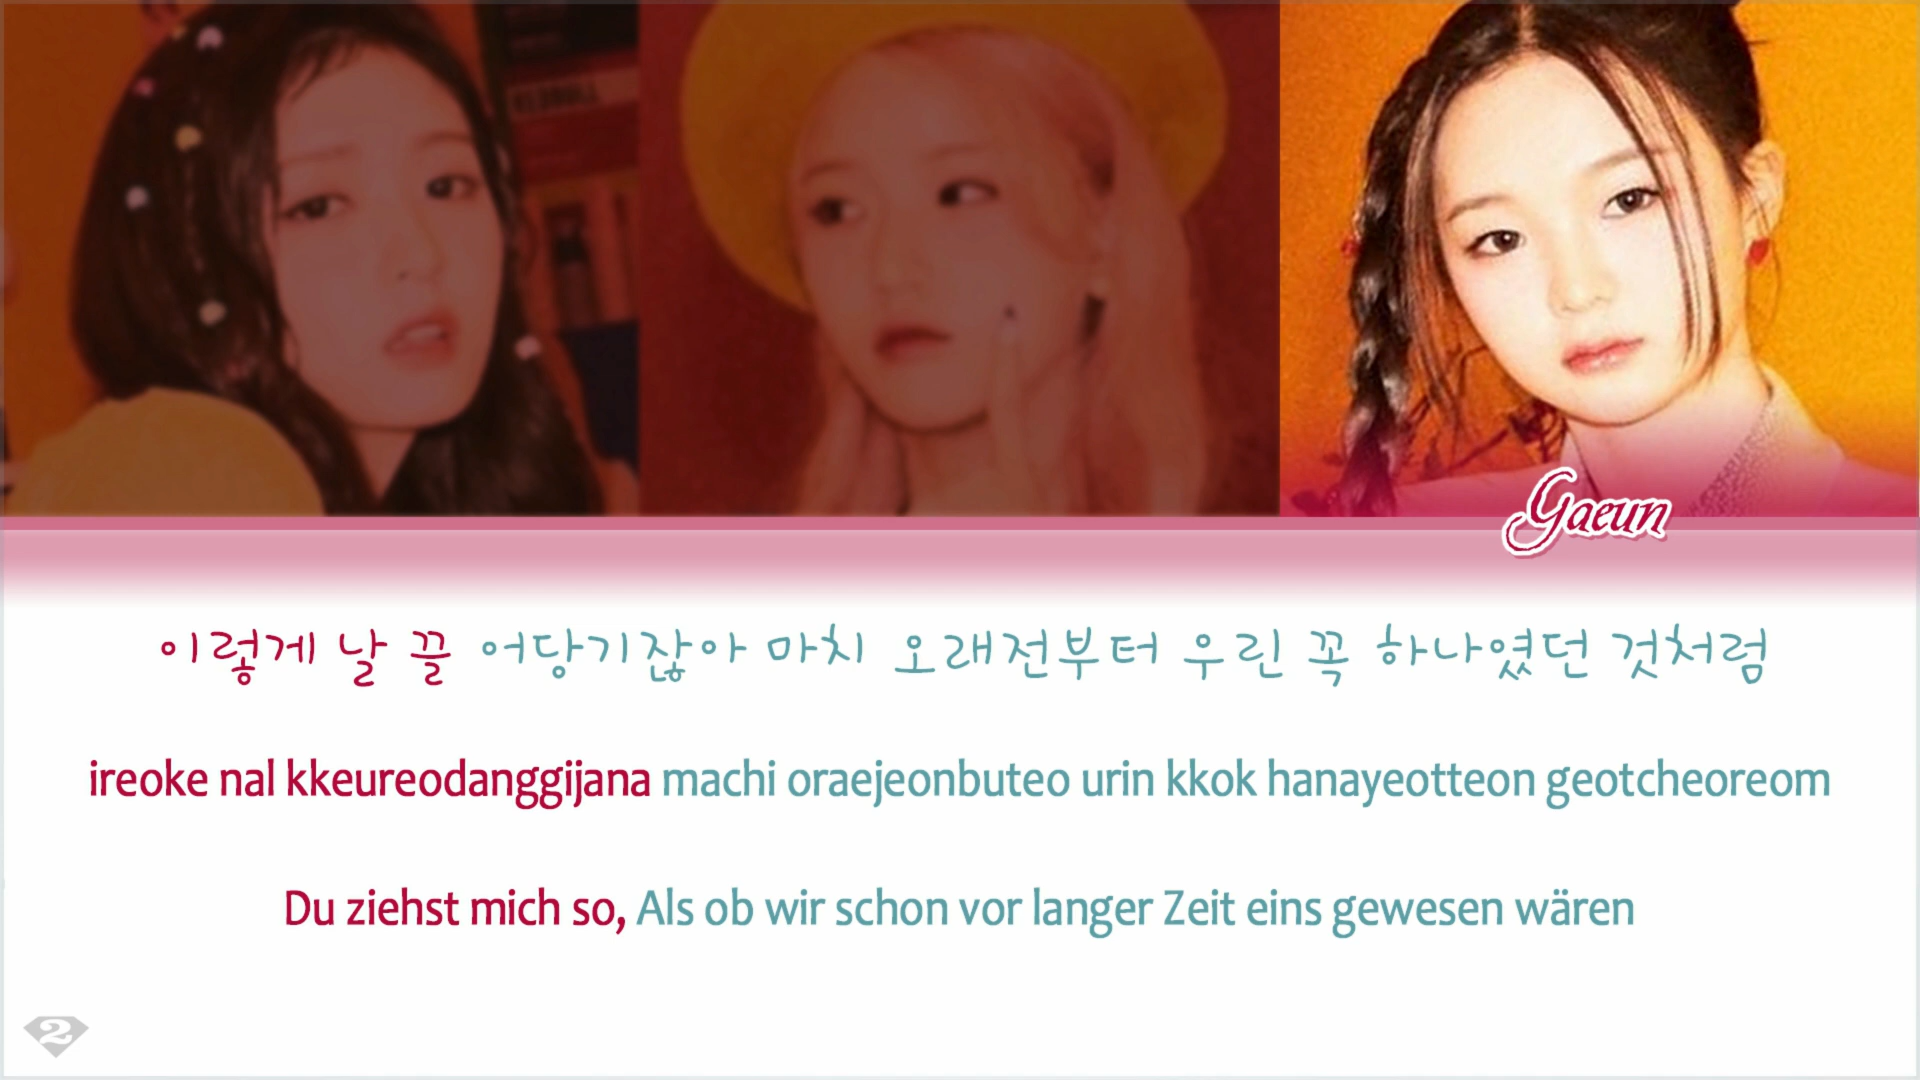 Gaeun
이렇게 날 끌 어당기잖아 마치 오래전부터 우린 꼭 하나였던 것처럼
ireoke nal kkeureodanggijana machi oraejeonbuteo urin kkok hanayeotteon geotcheoreom
Du ziehst mich so, Als ob wir schon vor langer Zeit eins gewesen wären
2